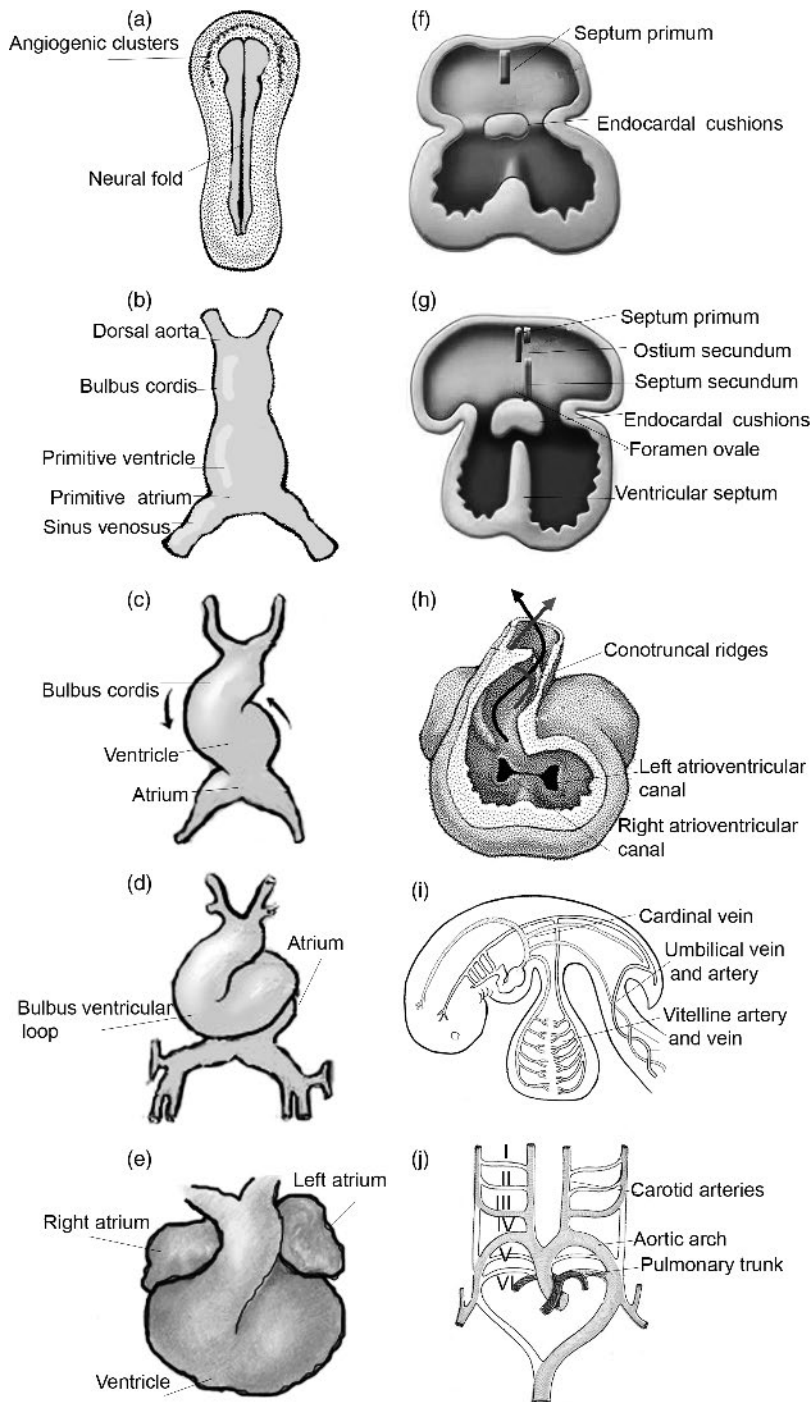 (a)
Angiogenic clusters
Neural fold
(b)
Dorsal aorta
Bulbus cordis
Primitive ventricle
Primitive atrium
Sinus venosus
(c)
Bulbus cordis
Ventricle
Atrium
(d)
Atrium
Bulbus ventricular
loop
(e)
Left atrium
Right atrium
Ventricle
(f)
Septum primum
Endocardal cushions
(g)
Septum primum
Ostium secundum
Septum secundum
Endocardal cushions
Foramen ovale
Ventricular septum
(h)
Conotruncal ridges
Left atrioventricular
canal
Right atrioventricular
canal
(i)
Cardinal vein
Umbilical vein
and artery
Vitelline artery
and vein
(j)
I
II
III
IV
V
VI
Carotid arteries
Aortic arch
Pulmonary trunk